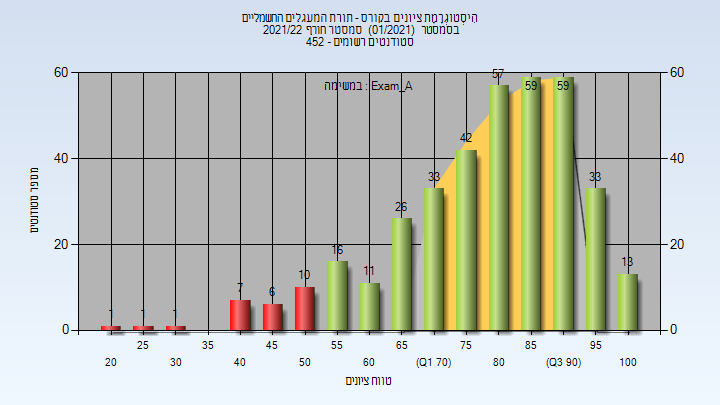 היסטוגרמת ציונים בקורס - תורת המעגלים החשמליים
בסמסטר (01/2021) סמסטר חורף 2021/22
סטודנטים רשומים - 452
במשימה : Exam_A
מספר סטודנטים
60 40 20 0
60 40 20 0
1 1 1 7 6 10 16 11 26 33 42 57 59 59 33 13
20 25 30 35 40 45 50 55 60 65 (Q1 70) 75 80 85 (Q3 90) 95 100
טווח ציונים